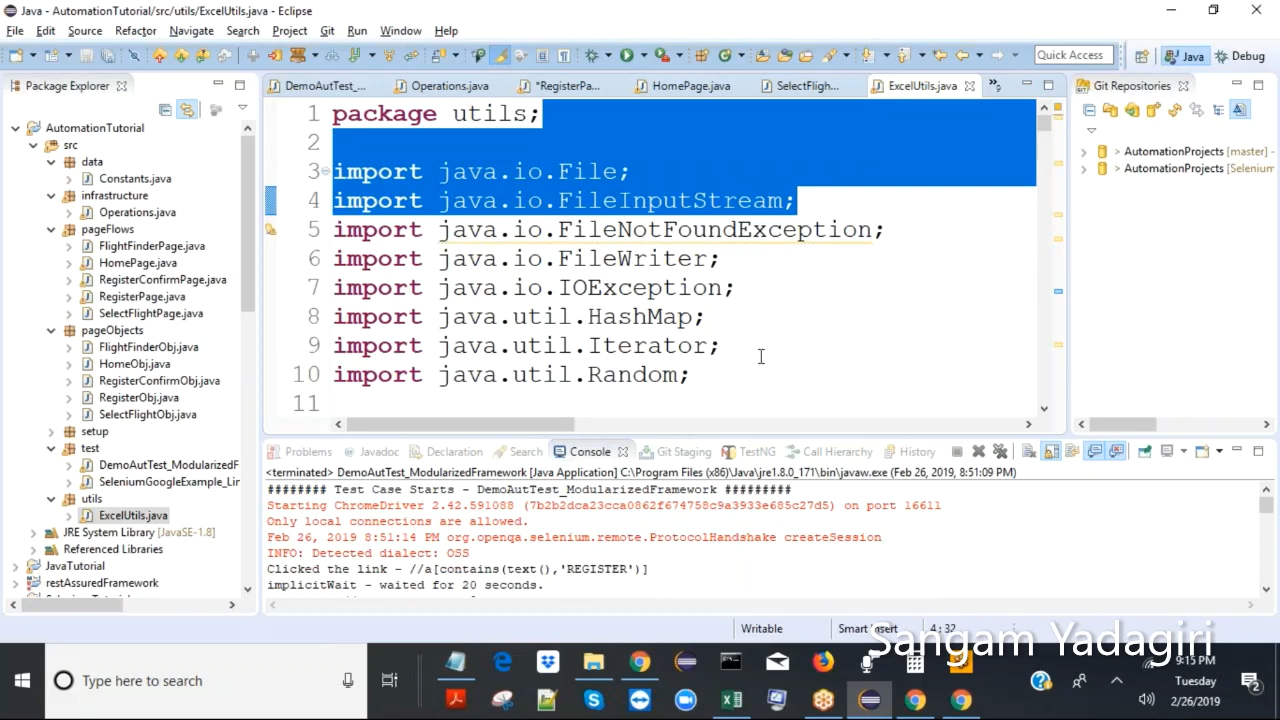 Java - AutomationTutorial/src/utils/ExcelUtils.java - Eclipse
File Edit Source Refactor Navigate Search Project Git Run Window Help
Quick Access Java Debug
Package Explorer
DemoAutTest_... Operations.java *RegisterPa... HomePage.java SelectFligh... ExcelUtils.java
Git Repositories
AutomationTutorial
src
data
Constants.java
infrastructure
Operations.java
pageFlows
FlightFinderPage.java
HomePage.java
RegisterConfirmPage.java
RegisterPage.java
SelectFlightPage.java
pageObjects
FlightFinderObj.java
HomeObj.java
RegisterConfirmObj.java
RegisterObj.java
SelectFlightObj.java
setup
test
DemoAutTest_ModularizedF
SeleniumGoogleExample_Lin
utils
ExcelUtils.java
JRE System Library [JavaSE-1.8]
Referenced Libraries
JavaTutorial
restAssuredFramework
1 package utils;
2
3 import java.io.File;
4 import java.io.FileInputStream;
5 import java.io.FileNotFoundException;
6 import java.io.FileWriter;
7 import java.io.IOException;
8 import java.util.HashMap;
9 import java.util.Iterator;
10 import java.util.Random;
11
> AutomationProjects [master] -
> AutomationProjects [Selenium
Problems Javadoc Declaration Search Console Git Staging TestNG Call Hierarchy History
<terminated> DemoAutTest_ModularizedFramework [Java Application] C:\Program Files (x86)\Java\jre1.8.0_171\bin\javaw.exe (Feb 26, 2019, 8:51:09 PM)
######## Test Case Starts - DemoAutTest_ModularizedFramework #########
Starting ChromeDriver 2.42.591088 (7b2b2dca23cca0862f674758c9a3933e685c27d5) on port 16611
Only local connections are allowed.
Feb 26, 2019 8:51:14 PM org.openqa.selenium.remote.ProtocolHandshake createSession
INFO: Detected dialect: OSS
Clicked the link - //a[contains(text(),'REGISTER')]
implicitWait - waited for 20 seconds.
Writable Smart Insert 4 : 32
Sangam Yadagiri
Type here to search
9:15 PM
Tuesday
2/26/2019
2